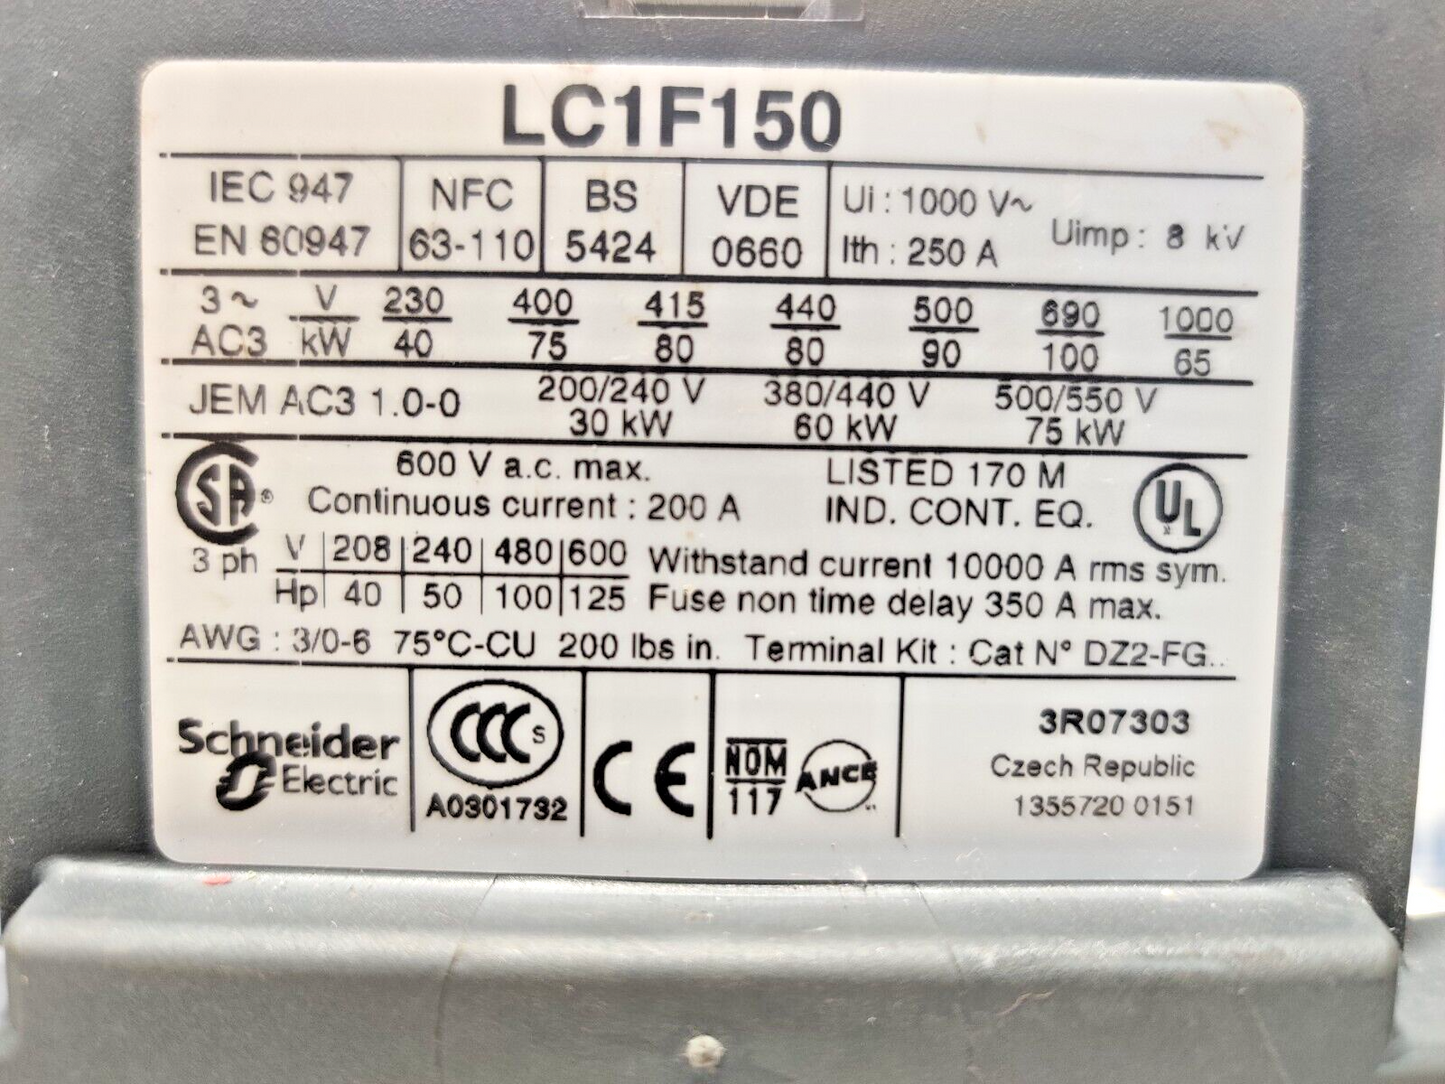 LC1F150
IEC 947 NFC BS VDE Ui : 1000 V~
EN 60947 63-110 5424 0660 Ith : 250 A Uimp : 8 kV
3 ~ V 230 400 415 440 500 690 1000
AC3 kW 40 75 80 80 90 100 65
JEM AC3 1.0-0 200/240 V 380/440 V 500/550 V
30 kW 60 kW 75 kW
SA ® 600 V a.c. max. LISTED 170 M UL
Continuous current : 200 A IND. CONT. EQ.
3 ph V 208 240 480 600 Withstand current 10000 A rms sym.
Hp 40 50 100 125 Fuse non time delay 350 A max.
AWG : 3/0-6 75°C-CU 200 lbs in. Terminal Kit : Cat N° DZ2-FG..
Schneider CCC S CE NOM ANCE 3R07303
Electric A0301732 117 Czech Republic
1355720 0151